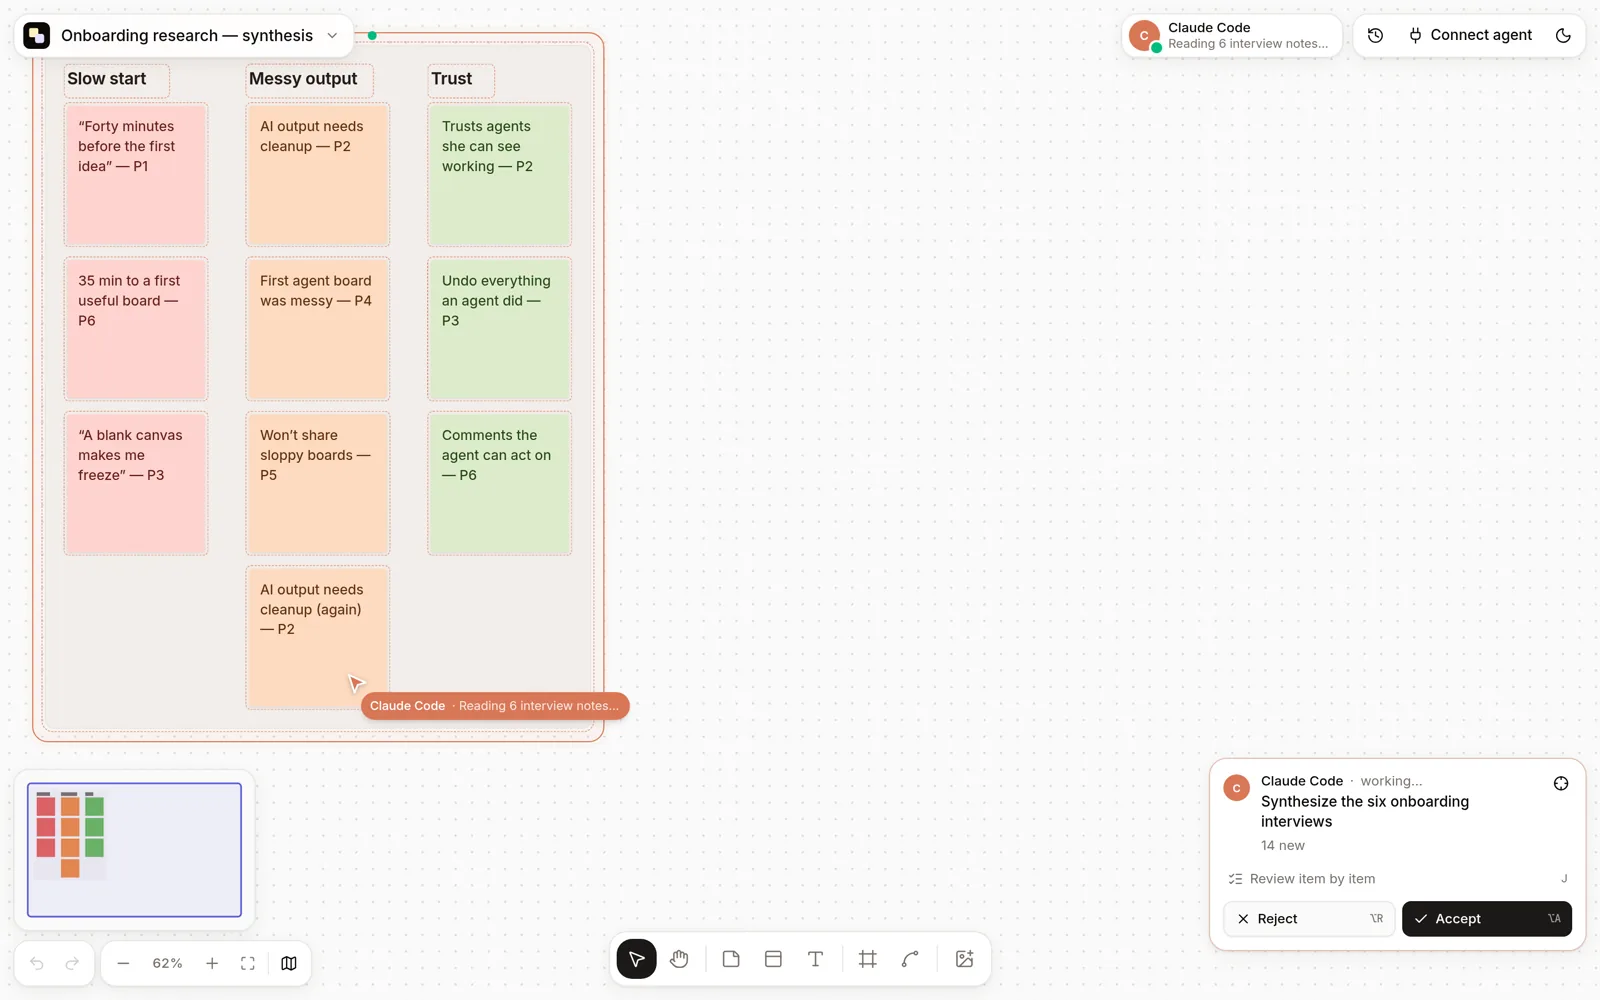 Onboarding research — synthesis
C
Claude Code
Reading 6 interview notes...
Connect agent
Slow start
Messy output
Trust
“Forty minutes
before the first
idea” — P1
AI output needs
cleanup — P2
Trusts agents
she can see
working — P2
35 min to a first
useful board —
P6
First agent board
was messy — P4
Undo everything
an agent did —
P3
“A blank canvas
makes me
freeze” — P3
Won’t share
sloppy boards —
P5
Comments the
agent can act on
— P6
AI output needs
cleanup (again)
— P2
Claude Code · Reading 6 interview notes...
C
Claude Code · working...
Synthesize the six onboarding
interviews
14 new
Review item by item J
Reject ⌥R
Accept ⌥A
62%